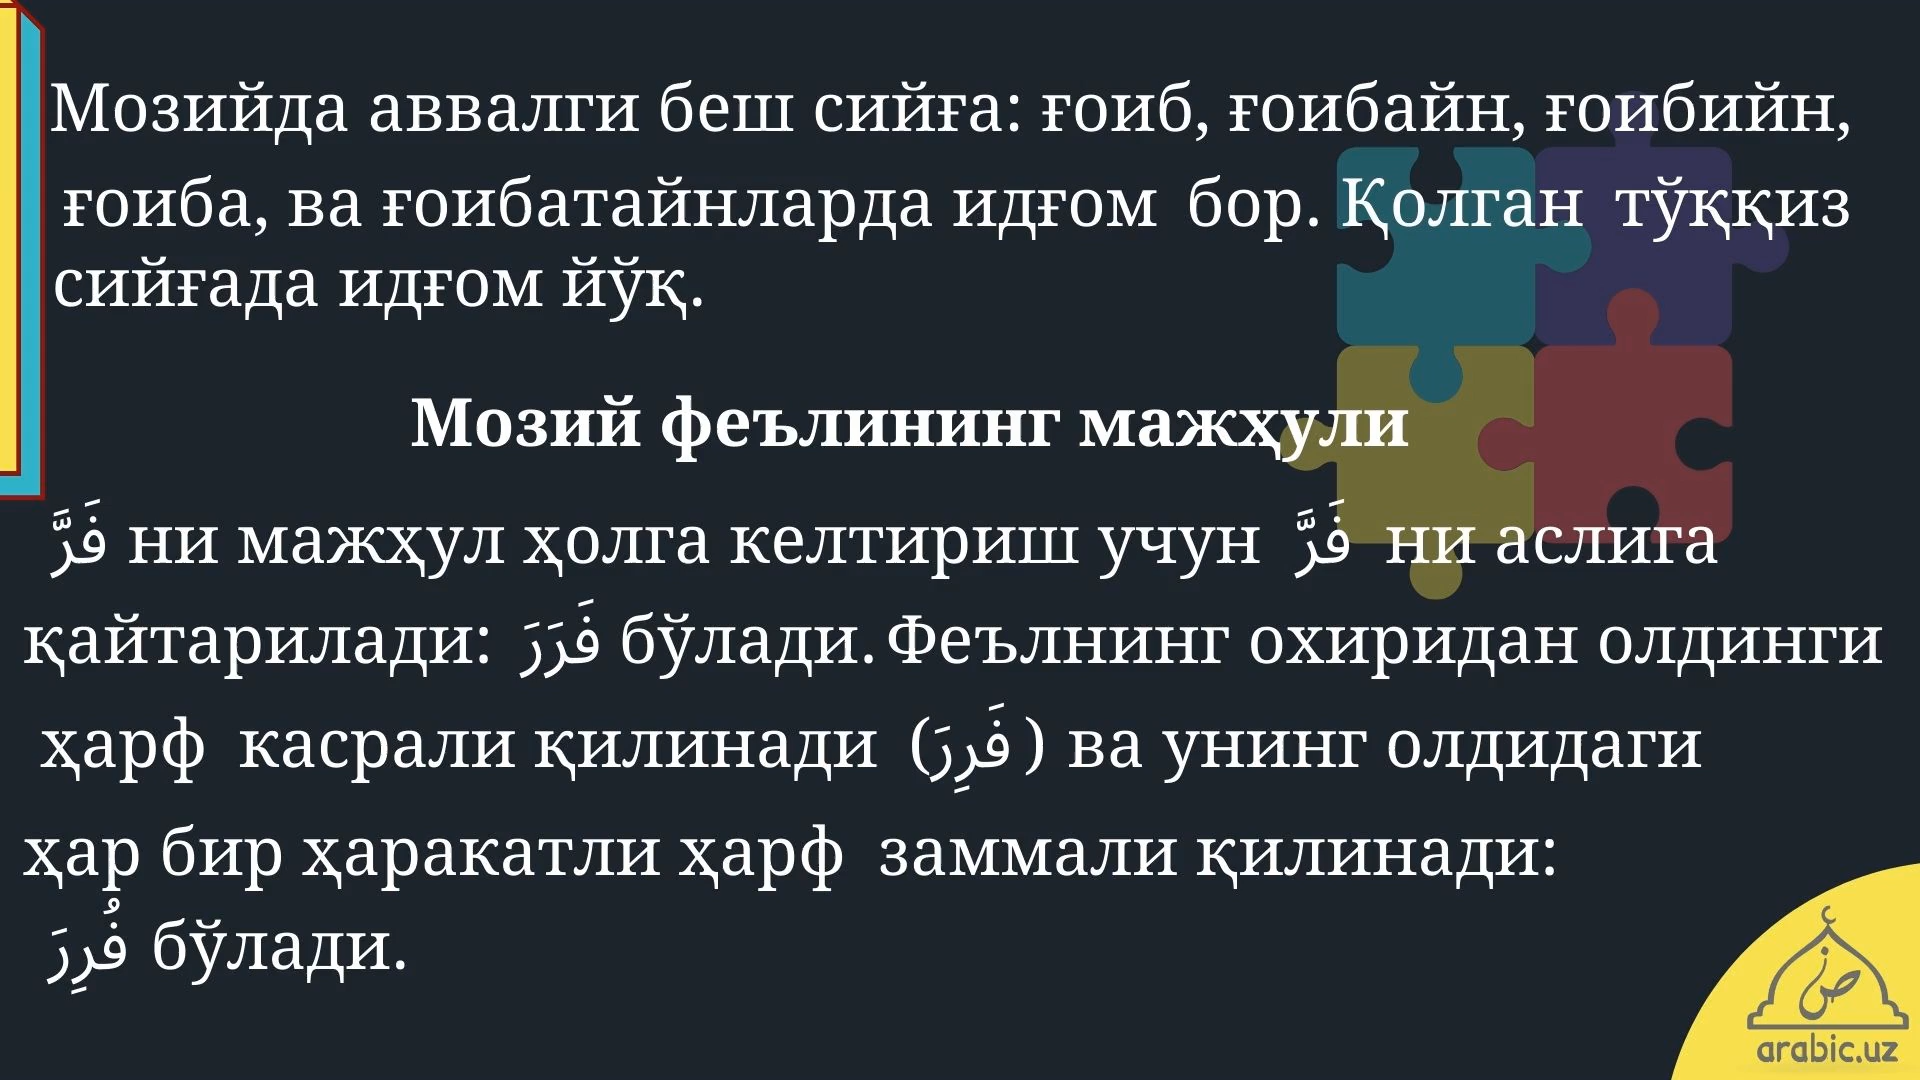 Мозийда аввалги беш сийға: ғоиб, ғоибайн, ғоибийн,
ғоиба, ва ғоибатайнларда идғом бор. Қолган тўққиз
сийғада идғом йўқ.
Мозий феълининг мажҳули
فَرَّ ни мажҳул ҳолга келтириш учун فَرَّ ни аслига
қайтарилади: فَرَرَ бўлади. Феълнинг охиридан олдинги
ҳарф касрали қилинади (فَرِرَ) ва унинг олдидаги
ҳар бир ҳаракатли ҳарф заммали қилинади:
فُرِرَ бўлади.
ض
arabic.uz